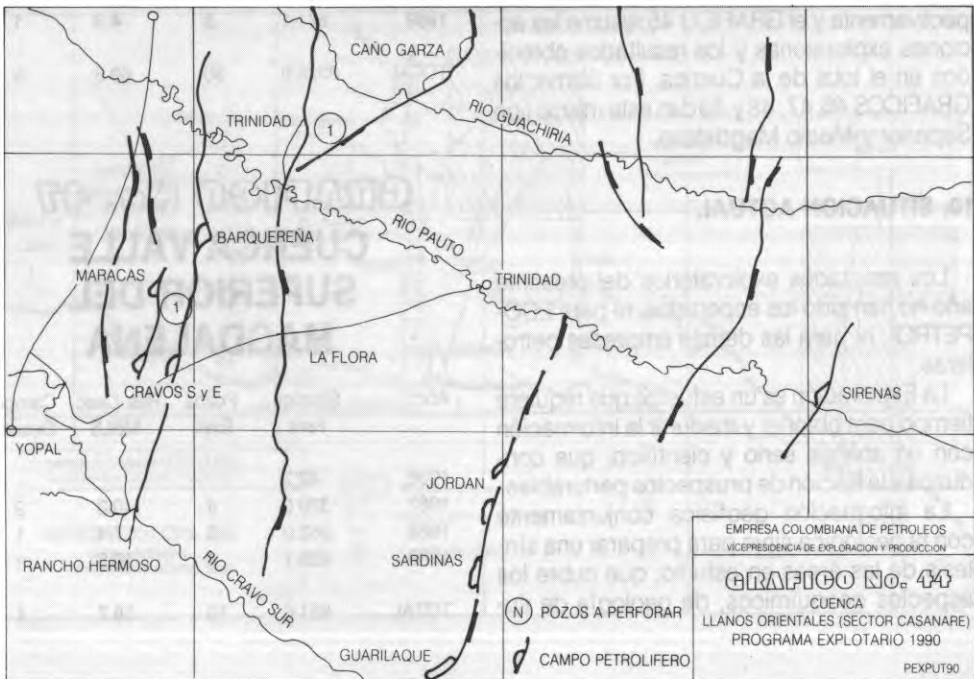 CAÑO GARZA
TRINIDAD
1
RIO GUACHIRIA
BARQUEREÑA
RIO PAUTO
MARACAS
TRINIDAD
1
LA FLORA
CRAVOS S y E
SIRENAS
YOPAL
JORDAN
RANCHO HERMOSO
RIO CRAVO SUR
SARDINAS
GUARILAQUE
N POZOS A PERFORAR
CAMPO PETROLIFERO
EMPRESA COLOMBIANA DE PETROLEOS
VICEPRESIDENCIA DE EXPLORACION Y PRODUCCION
GRAFICO No. 44
CUENCA
LLANOS ORIENTALES (SECTOR CASANARE)
PROGRAMA EXPLOTARIO 1990
PEXPUT90